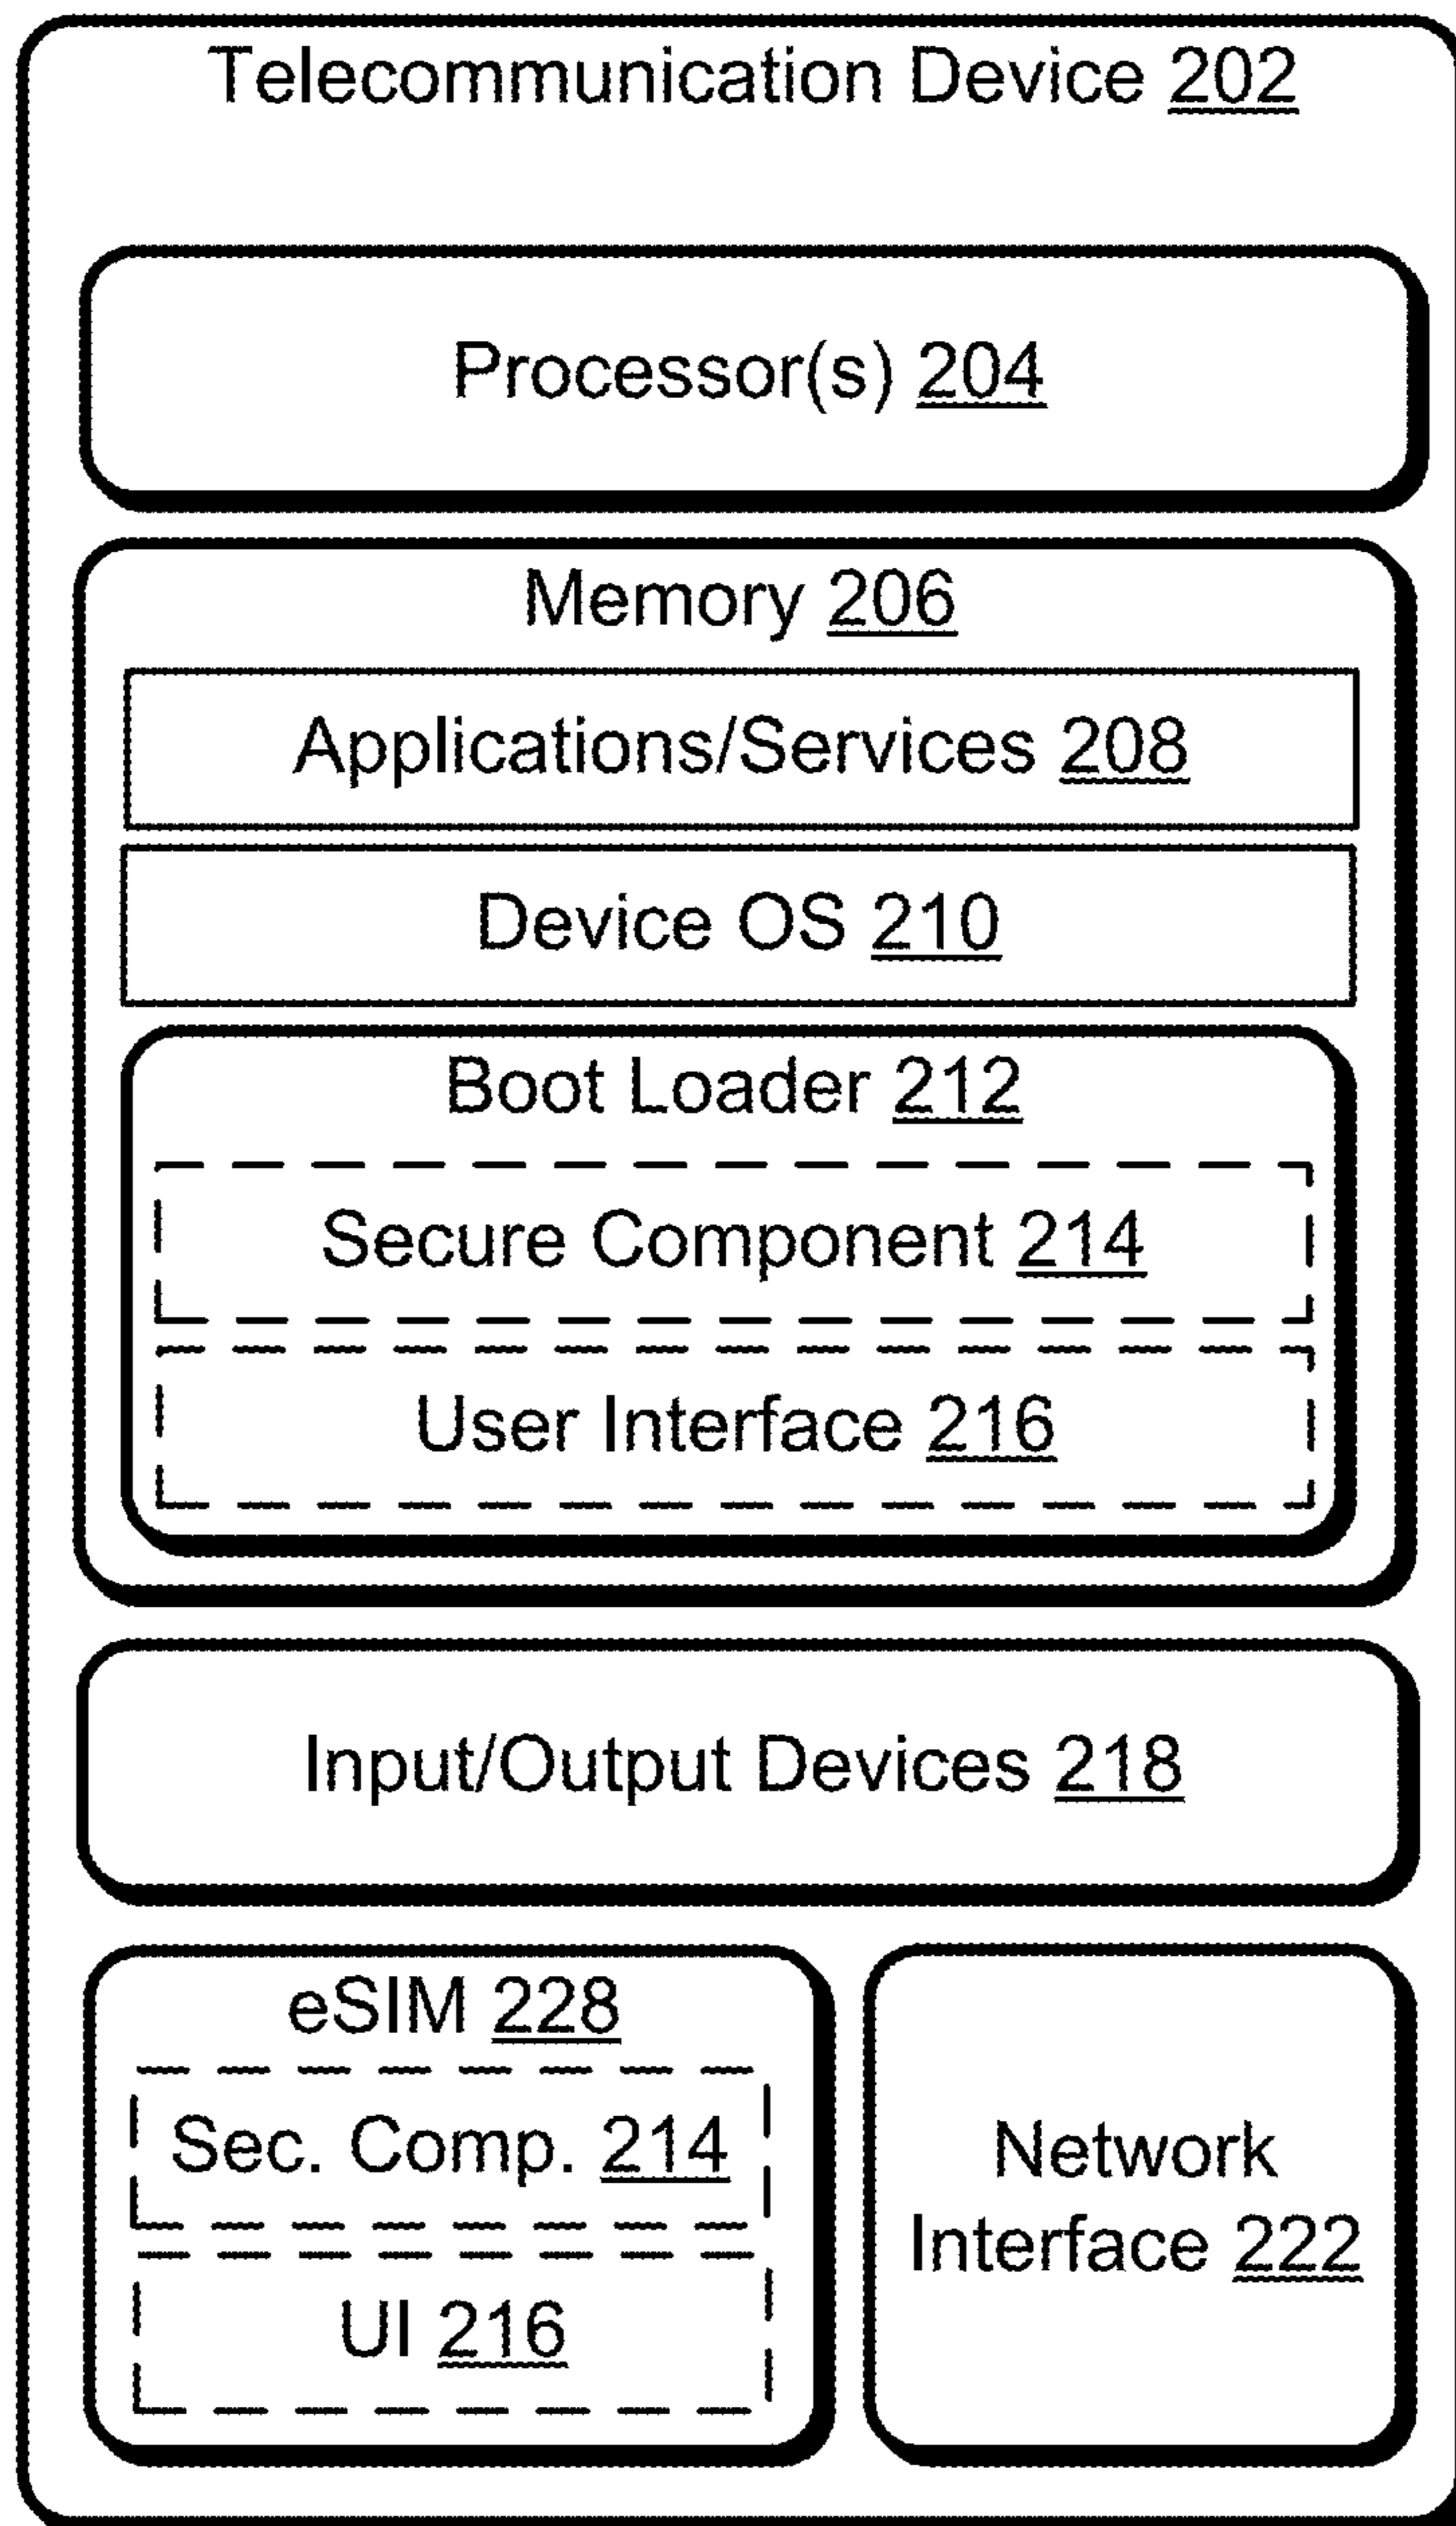 Telecommunication Device 202
Processor(s) 204
Memory 206
Applications/Services 208
Device OS 210
Boot Loader 212
Secure Component 214
User Interface 216
Input/Output Devices 218
eSIM 228
Sec. Comp. 214
UI 216
Network
Interface 222